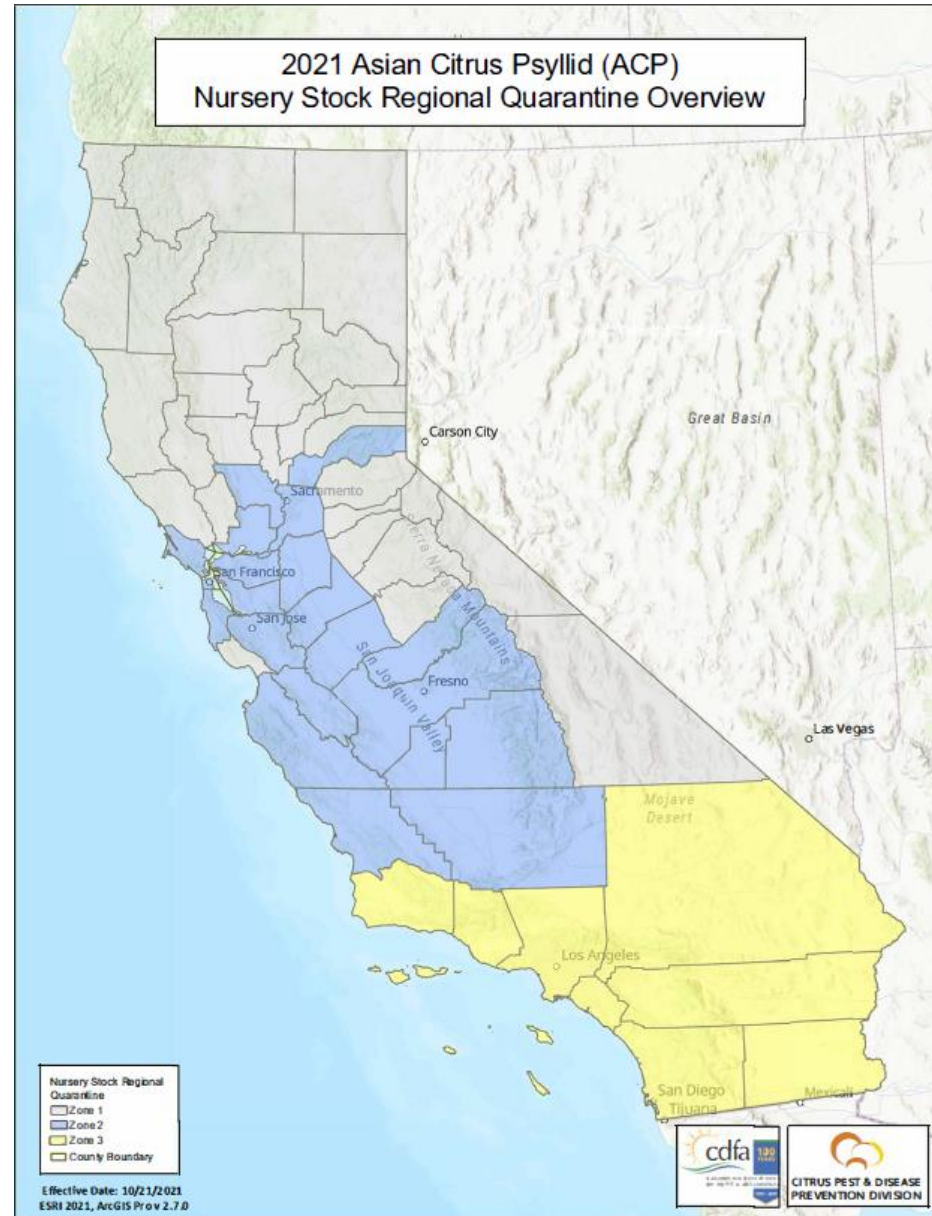 2021 Asian Citrus Psyllid (ACP)
Nursery Stock Regional Quarantine Overview
Great Basin
Carson City
Sacramento
Sierra Nevada Mountains
San Francisco
San Jose
San Joaquin Valley
Fresno
Las Vegas
Mojave
Desert
Los Angeles
San Diego
Tijuana
Mexicali
Nursery Stock Regional
Quarantine
Zone 1
Zone 2
Zone 3
County Boundary
Effective Date: 10/21/2021
ESRI 2021, ArcGIS Pro v 2.7.0
cdfa
100
CITRUS PEST & DISEASE
PREVENTION DIVISION